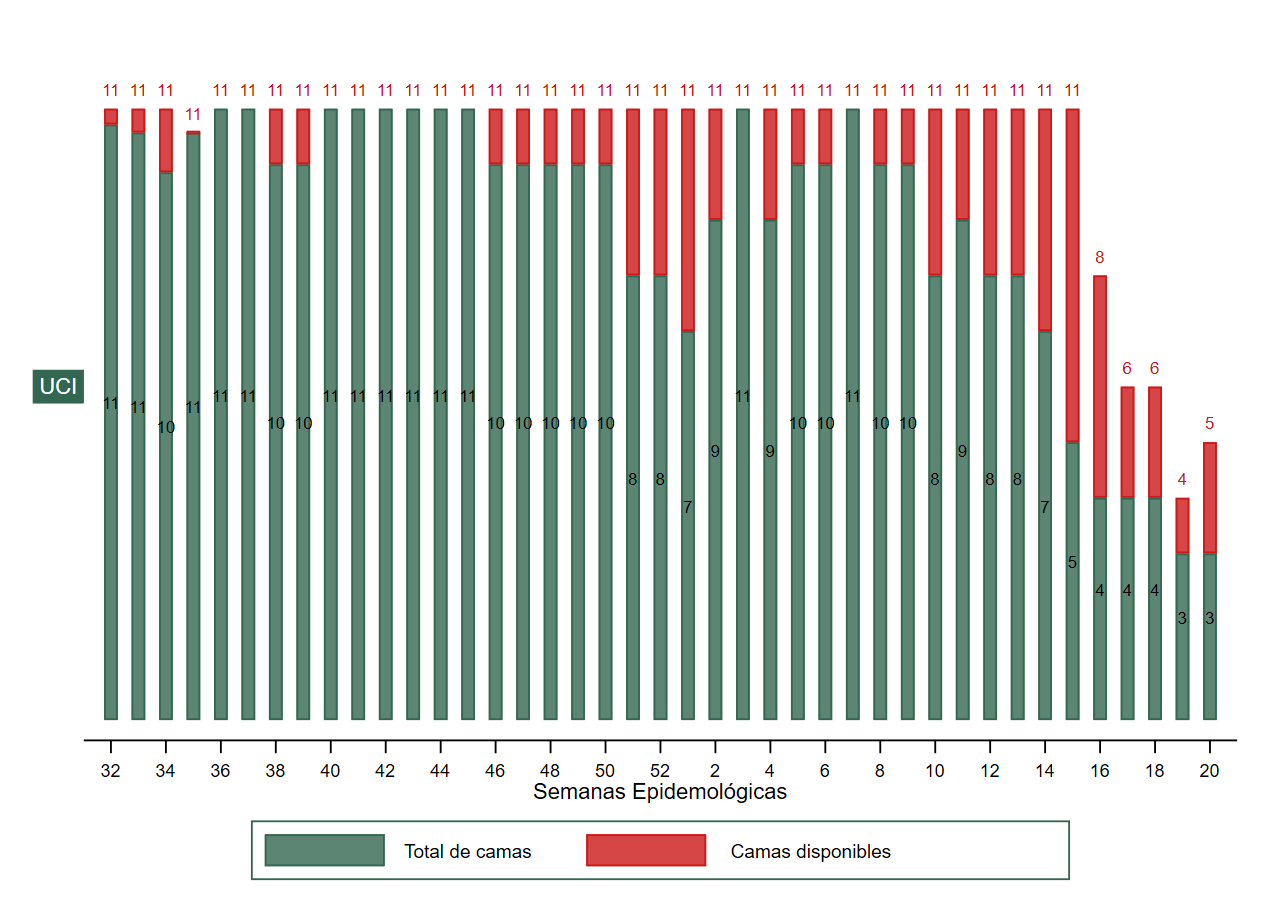 11 11 11 11 11 11 11 11 11 11 11 11 11 11 11 11 11 11 11 11 11 11 11 11 11 11 11 11 11 11 11 11 11 11 11 11 8 6 6 4 5
UCI
11 11 10 11 11 11 10 10 11 11 11 11 11 11 10 10 10 10 10 8 8 7 9 11 9 10 10 11 10 10 8 9 8 8 7 5 4 4 4 3 3
32 34 36 38 40 42 44 46 48 50 52 2 4 6 8 10 12 14 16 18 20
Semanas Epidemológicas
Total de camas Camas disponibles